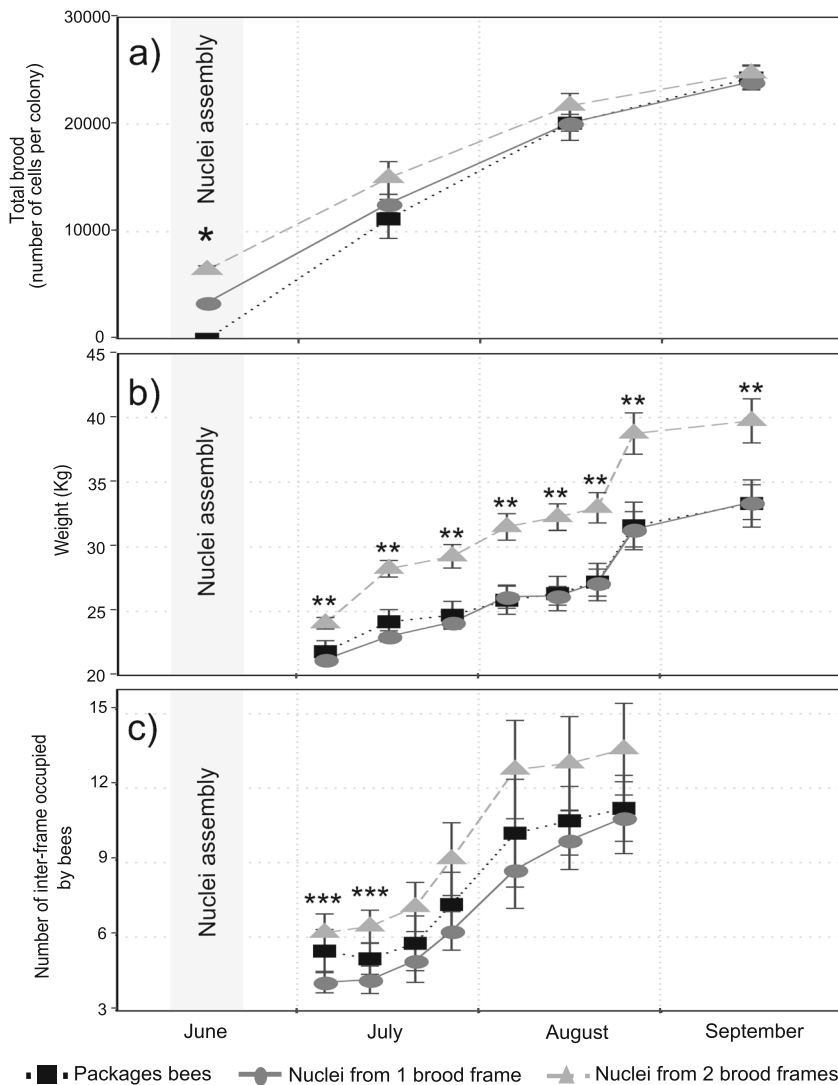 30000
a)
Nuclei assembly
Total brood
(number of cells per colony)
20000
*
10000
0
45
b)
40
**
**
35
**
**
**
Nuclei assembly
Weight (Kg)
**
**
30
**
25
20
15
c)
12
Nuclei assembly
Number of inter-frame occupied
by bees
9
***
***
6
3
June
July
August
September
Packages bees
Nuclei from 1 brood frame
Nuclei from 2 brood frames